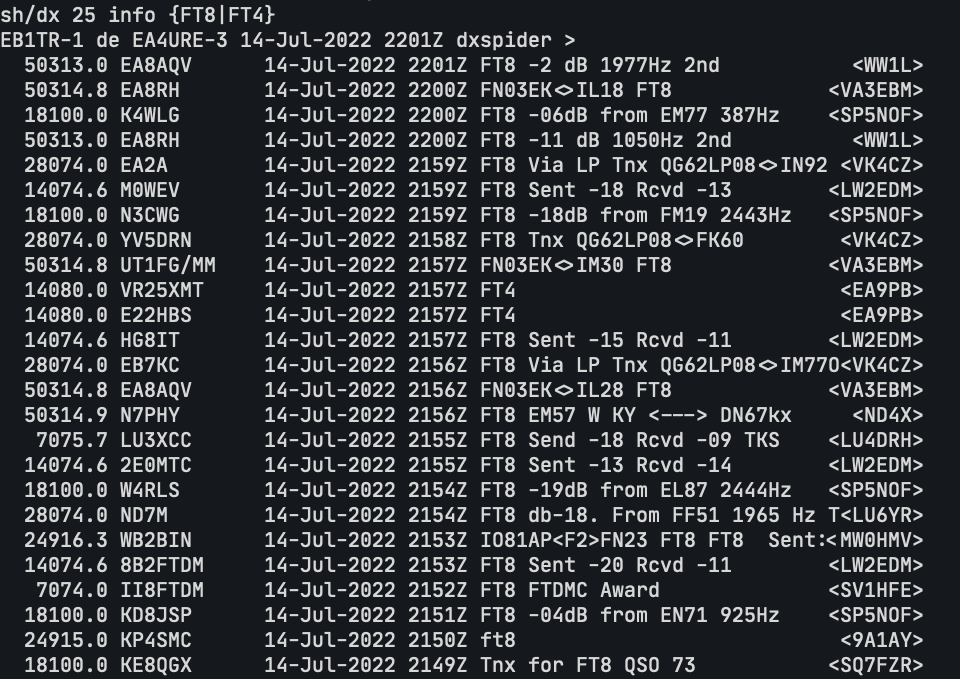 sh/dx 25 info {FT8|FT4}
EB1TR-1 de EA4URE-3 14-Jul-2022 2201Z dxspider >
50313.0 EA8AQV 14-Jul-2022 2201Z FT8 -2 dB 1977Hz 2nd <WW1L>
50314.8 EA8RH 14-Jul-2022 2200Z FN03EK<>IL18 FT8 <VA3EBM>
18100.0 K4WLG 14-Jul-2022 2200Z FT8 -06dB from EM77 387Hz <SP5NOF>
50313.0 EA8RH 14-Jul-2022 2200Z FT8 -11 dB 1050Hz 2nd <WW1L>
28074.0 EA2A 14-Jul-2022 2159Z FT8 Via LP Tnx QG62LP08<>IN92 <VK4CZ>
14074.6 M0WEV 14-Jul-2022 2159Z FT8 Sent -18 Rcvd -13 <LW2EDM>
18100.0 N3CWG 14-Jul-2022 2159Z FT8 -18dB from FM19 2443Hz <SP5NOF>
28074.0 YV5DRN 14-Jul-2022 2158Z FT8 Tnx QG62LP08<>FK60 <VK4CZ>
50314.8 UT1FG/MM 14-Jul-2022 2157Z FN03EK<>IM30 FT8 <VA3EBM>
14080.0 VR25XMT 14-Jul-2022 2157Z FT4 <EA9PB>
14080.0 E22HBS 14-Jul-2022 2157Z FT4 <EA9PB>
14074.6 HG8IT 14-Jul-2022 2157Z FT8 Sent -15 Rcvd -11 <LW2EDM>
28074.0 EB7KC 14-Jul-2022 2156Z FT8 Via LP Tnx QG62LP08<>IM77O<VK4CZ>
50314.8 EA8AQV 14-Jul-2022 2156Z FN03EK<>IL28 FT8 <VA3EBM>
50314.9 N7PHY 14-Jul-2022 2156Z FT8 EM57 W KY <---> DN67kx <ND4X>
7075.7 LU3XCC 14-Jul-2022 2155Z FT8 Send -18 Rcvd -09 TKS <LU4DRH>
14074.6 2E0MTC 14-Jul-2022 2155Z FT8 Sent -13 Rcvd -14 <LW2EDM>
18100.0 W4RLS 14-Jul-2022 2154Z FT8 -19dB from EL87 2444Hz <SP5NOF>
28074.0 ND7M 14-Jul-2022 2154Z FT8 db-18. From FF51 1965 Hz T<LU6YR>
24916.3 WB2BIN 14-Jul-2022 2153Z IO81AP<F2>FN23 FT8 FT8 Sent:<MW0HMV>
14074.6 8B2FTDM 14-Jul-2022 2153Z FT8 Sent -20 Rcvd -11 <LW2EDM>
7074.0 II8FTDM 14-Jul-2022 2152Z FT8 FTDMC Award <SV1HFE>
18100.0 KD8JSP 14-Jul-2022 2151Z FT8 -04dB from EN71 925Hz <SP5NOF>
24915.0 KP4SMC 14-Jul-2022 2150Z ft8 <9A1AY>
18100.0 KE8QGX 14-Jul-2022 2149Z Tnx for FT8 QSO 73 <SQ7FZR>